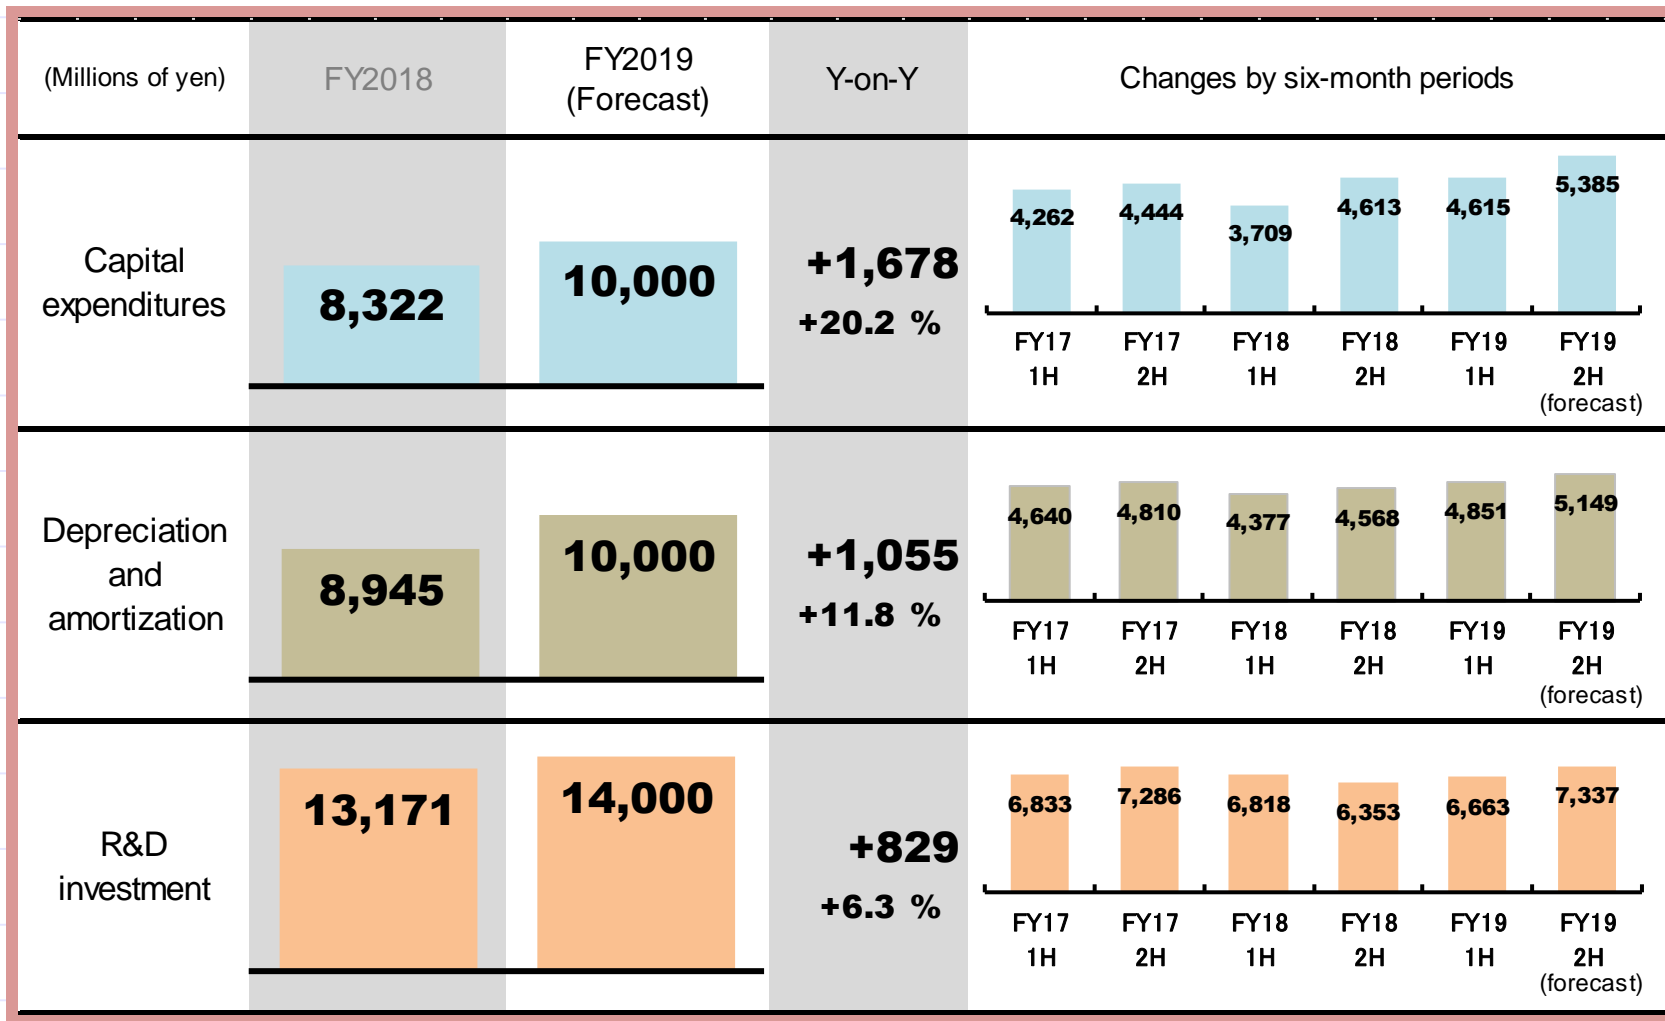 (Millions of yen)
FY2018
FY2019
(Forecast)
Y-on-Y
Changes by six-month periods
Capital
expenditures
8,322
10,000
+1,678
+20.2 %
4,262
4,444
3,709
4,613
4,615
5,385
FY17
1H
FY17
2H
FY18
1H
FY18
2H
FY19
1H
FY19
2H
(forecast)
Depreciation
and
amortization
8,945
10,000
+1,055
+11.8 %
4,640
4,810
4,377
4,568
4,851
5,149
FY17
1H
FY17
2H
FY18
1H
FY18
2H
FY19
1H
FY19
2H
(forecast)
R&D
investment
13,171
14,000
+829
+6.3 %
6,833
7,286
6,818
6,353
6,663
7,337
FY17
1H
FY17
2H
FY18
1H
FY18
2H
FY19
1H
FY19
2H
(forecast)